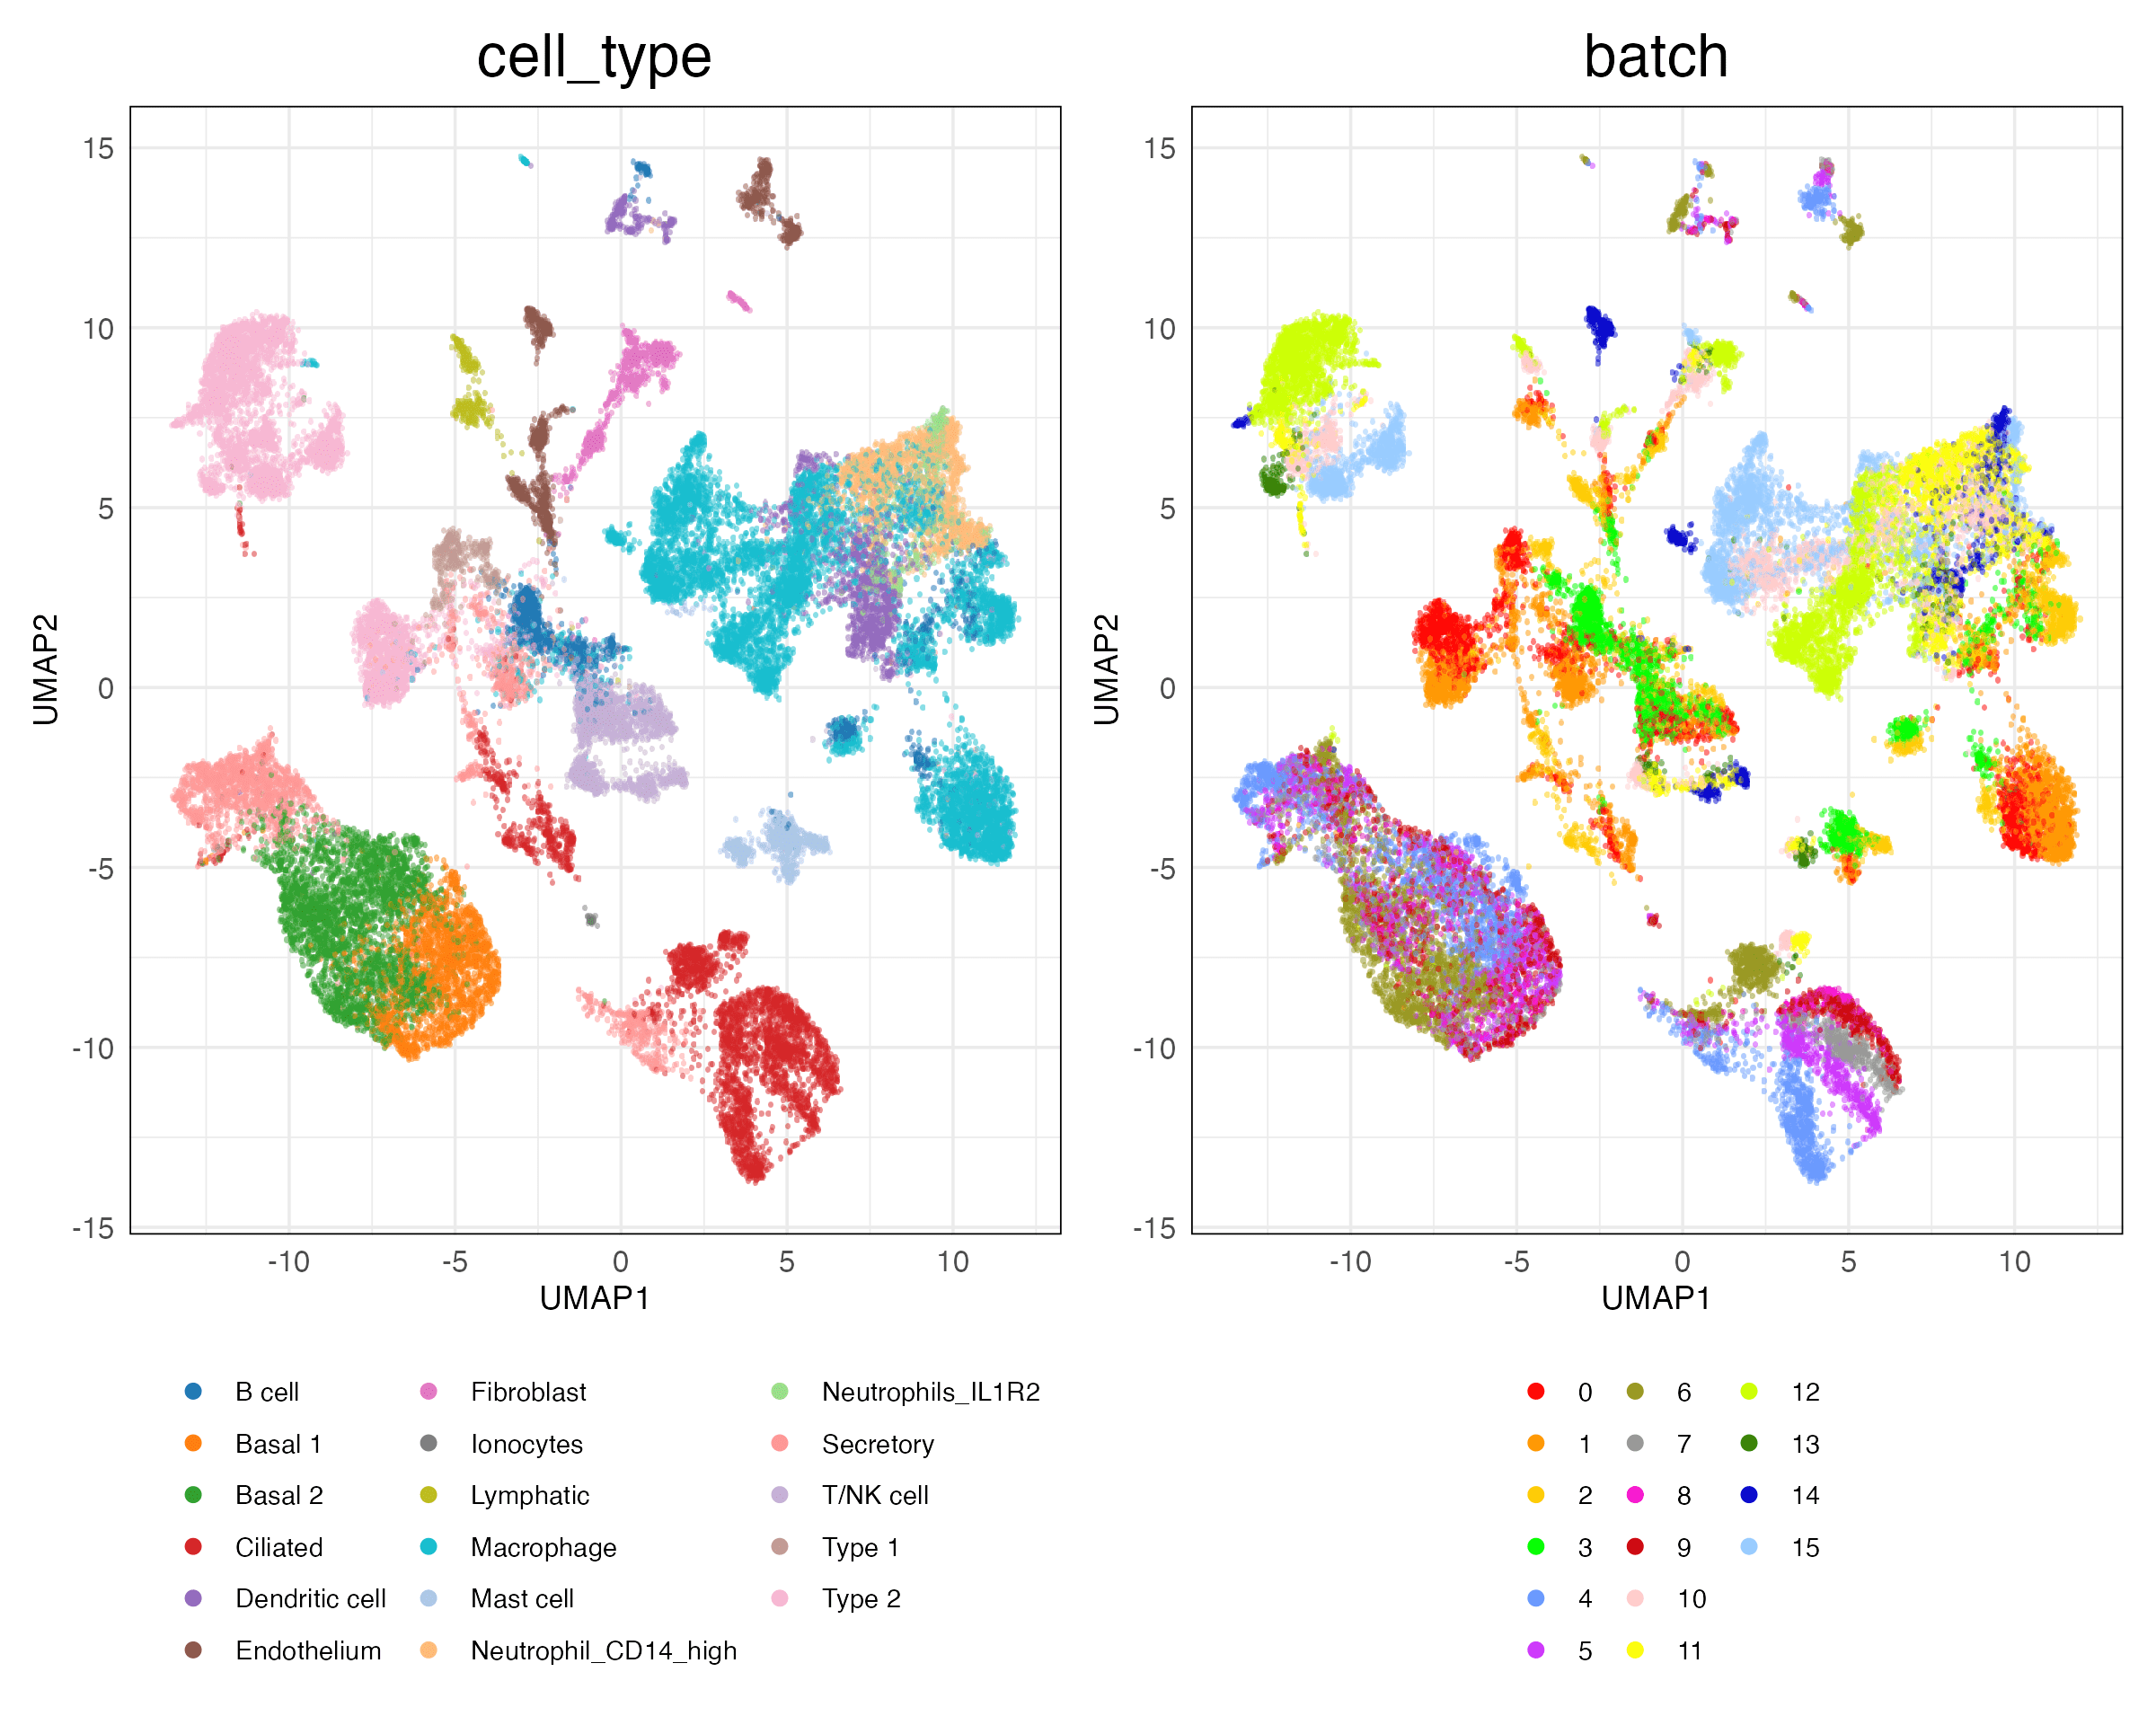 cell_type batch
15 15
10 10
5 5
0 0
-5 -5
-10 -10
-15 -15
UMAP2 UMAP2
-10 -5 0 5 10 -10 -5 0 5 10
UMAP1 UMAP1
B cell Fibroblast Neutrophils_IL1R2 0 6 12
Basal 1 Ionocytes Secretory 1 7 13
Basal 2 Lymphatic T/NK cell 2 8 14
Ciliated Macrophage Type 1 3 9 15
Dendritic cell Mast cell Type 2 4 10
Endothelium Neutrophil_CD14_high 5 11